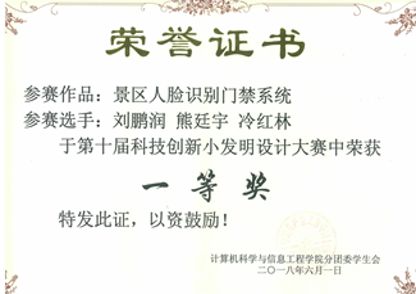 荣誉证书
参赛作品：景区人脸识别门禁系统
参赛选手：刘鹏润 熊廷宇 冷红林
于第十届科技创新小发明设计大赛中荣获
一等奖
特发此证，以资鼓励！
计算机科学与信息工程学院分团委学生会
二〇一八年六月一日